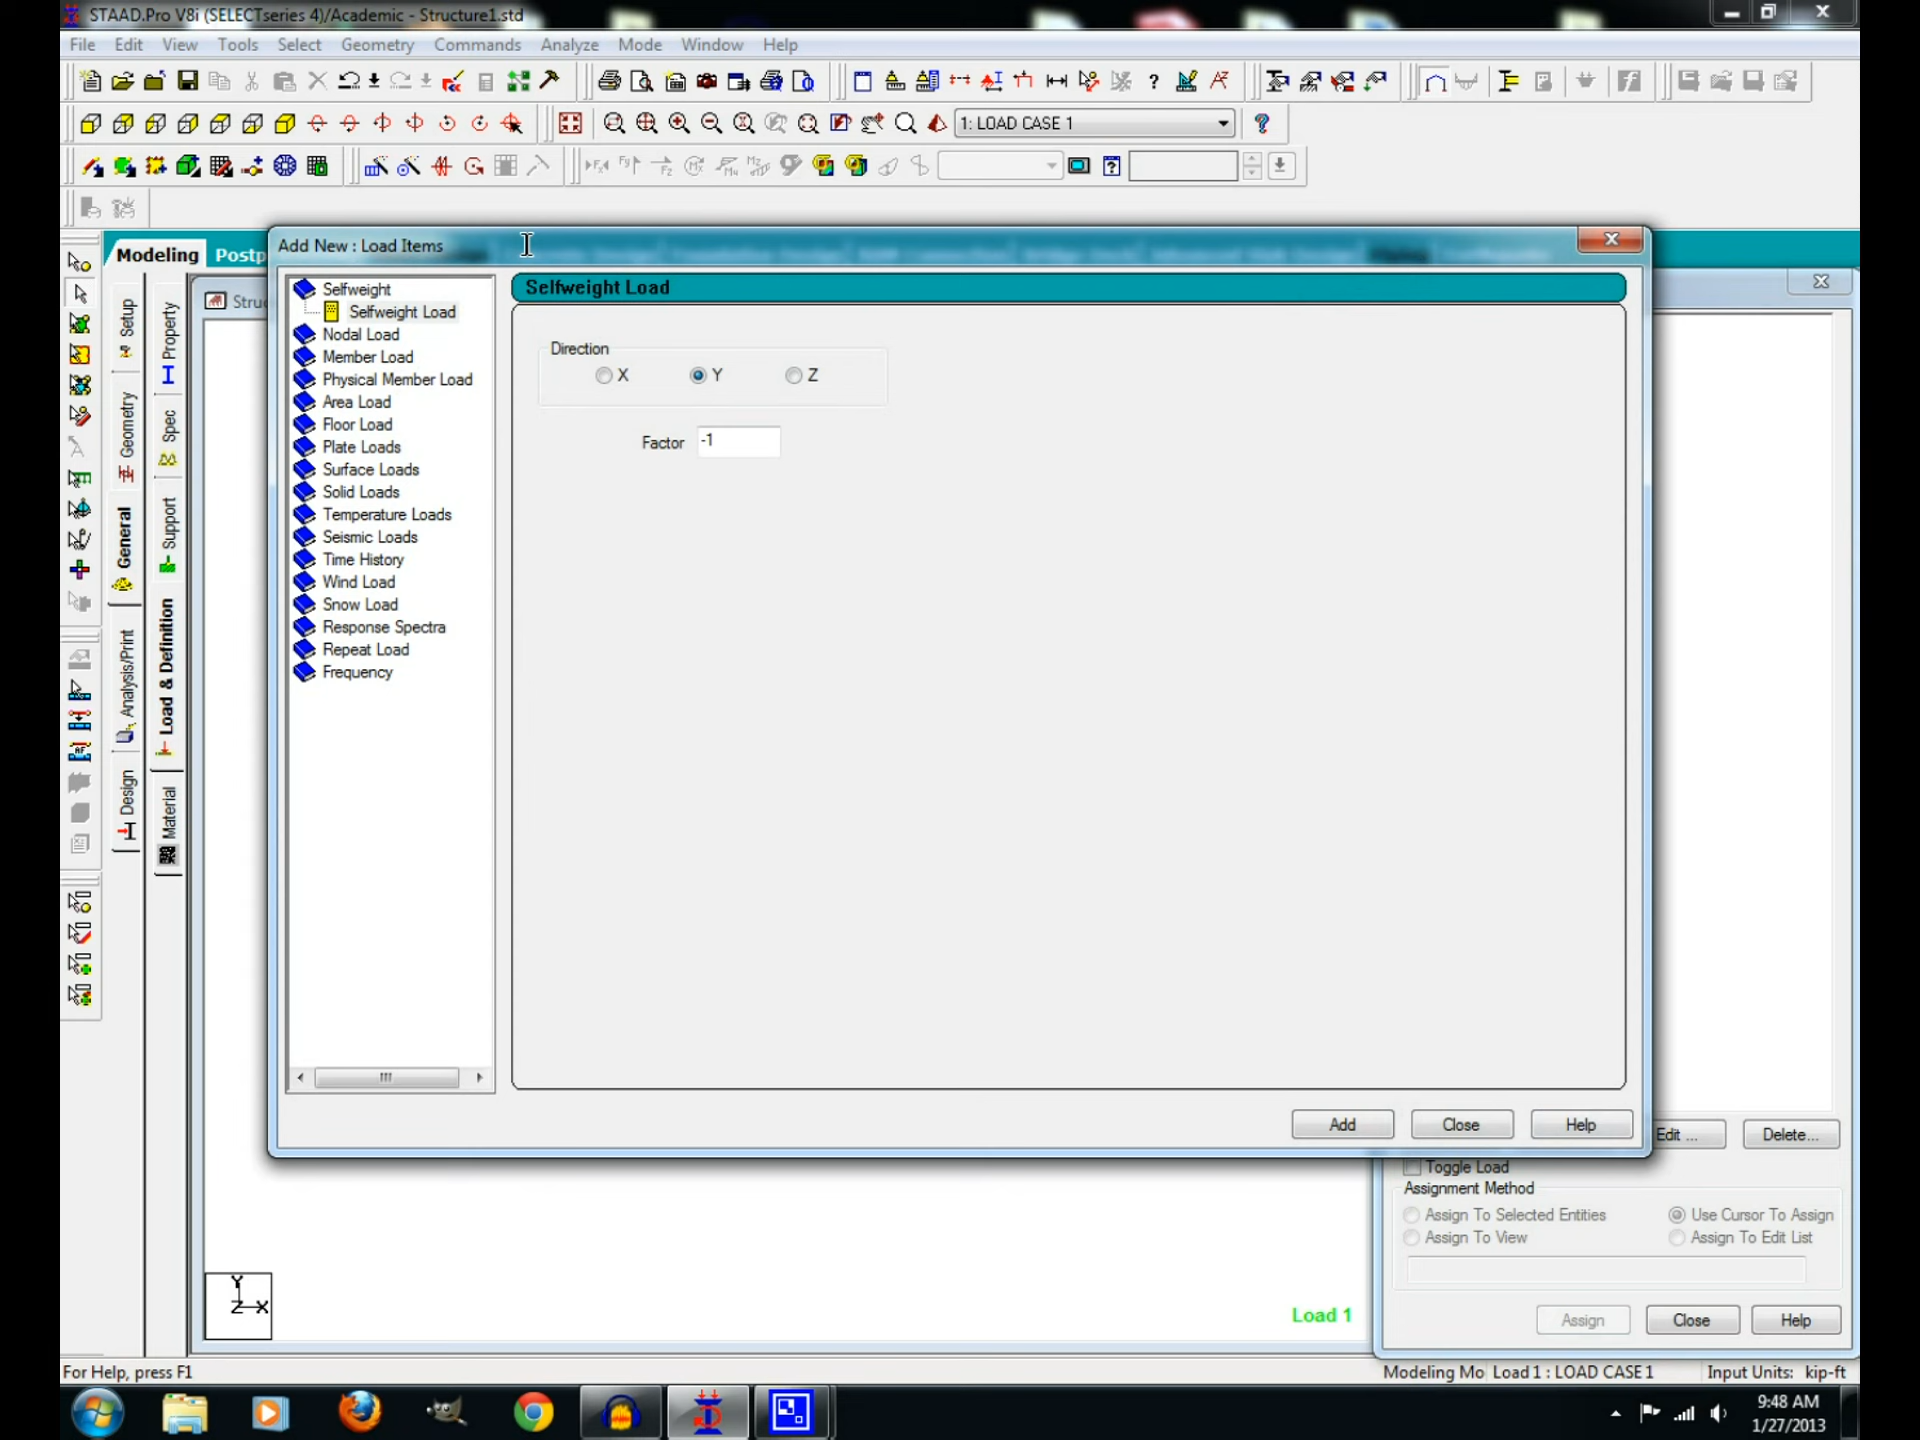 STAAD.Pro V8i (SELECTseries 4)/Academic - Structure1.std
File Edit View Tools Select Geometry Commands Analyze Mode Window Help
1: LOAD CASE 1
Modeling Postp
Add New : Load Items
Struc
Setup
Geometry
General
Analysis/Print
Design
Property
Spec
Support
Load & Definition
Material
Selfweight
Selfweight Load
Nodal Load
Member Load
Physical Member Load
Area Load
Floor Load
Plate Loads
Surface Loads
Solid Loads
Temperature Loads
Seismic Loads
Time History
Wind Load
Snow Load
Response Spectra
Repeat Load
Frequency
Selfweight Load
Direction
X Y Z
Factor -1
Add Close Help
Edit ... Delete...
Toggle Load
Assignment Method
Assign To Selected Entities Use Cursor To Assign
Assign To View Assign To Edit List
Assign Close Help
Y
Z X
Load 1
For Help, press F1
Modeling Mo Load 1 : LOAD CASE 1 Input Units: kip-ft
9:48 AM
1/27/2013